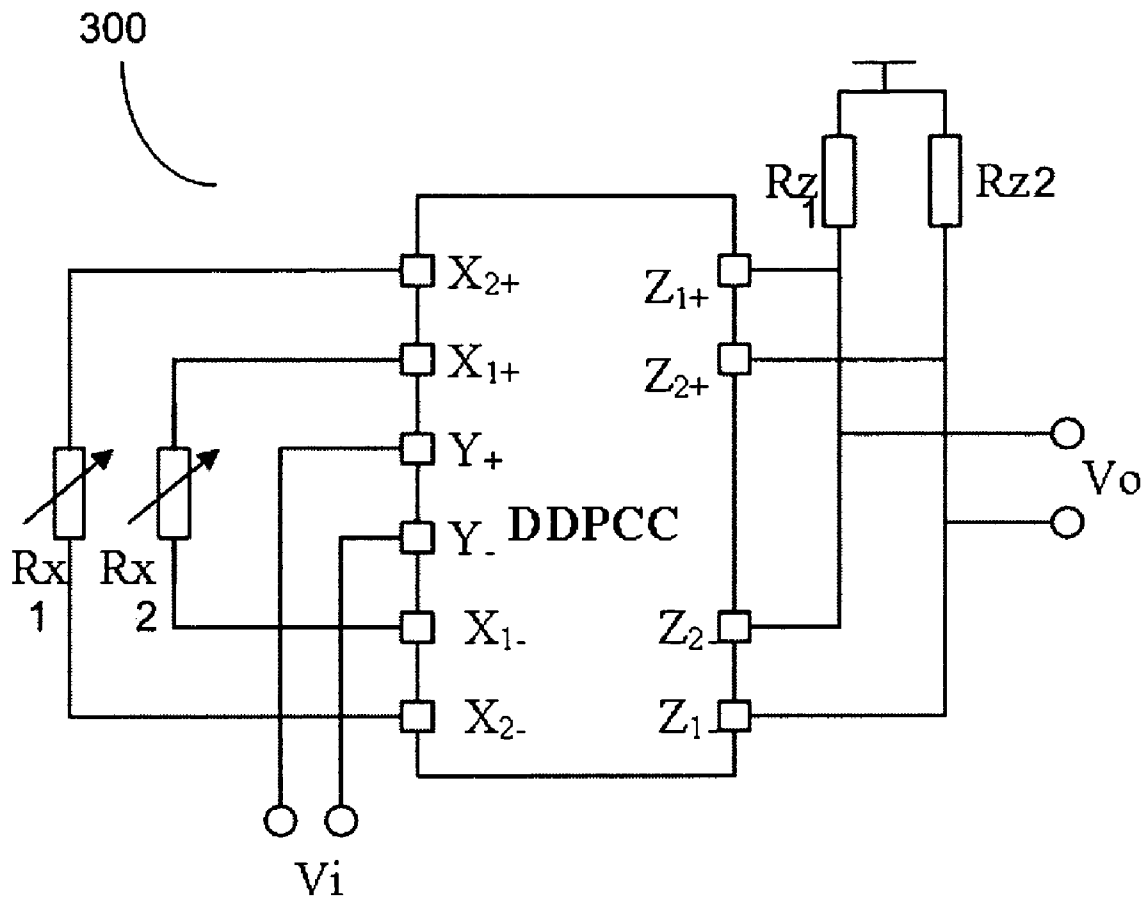 300
Rz
1
Rz2
X2+
Z1+
X1+
Z2+
Y+
Vo
Y-
DDPCC
Rx
1
Rx
2
X1-
Z2-
X2-
Z1-
Vi